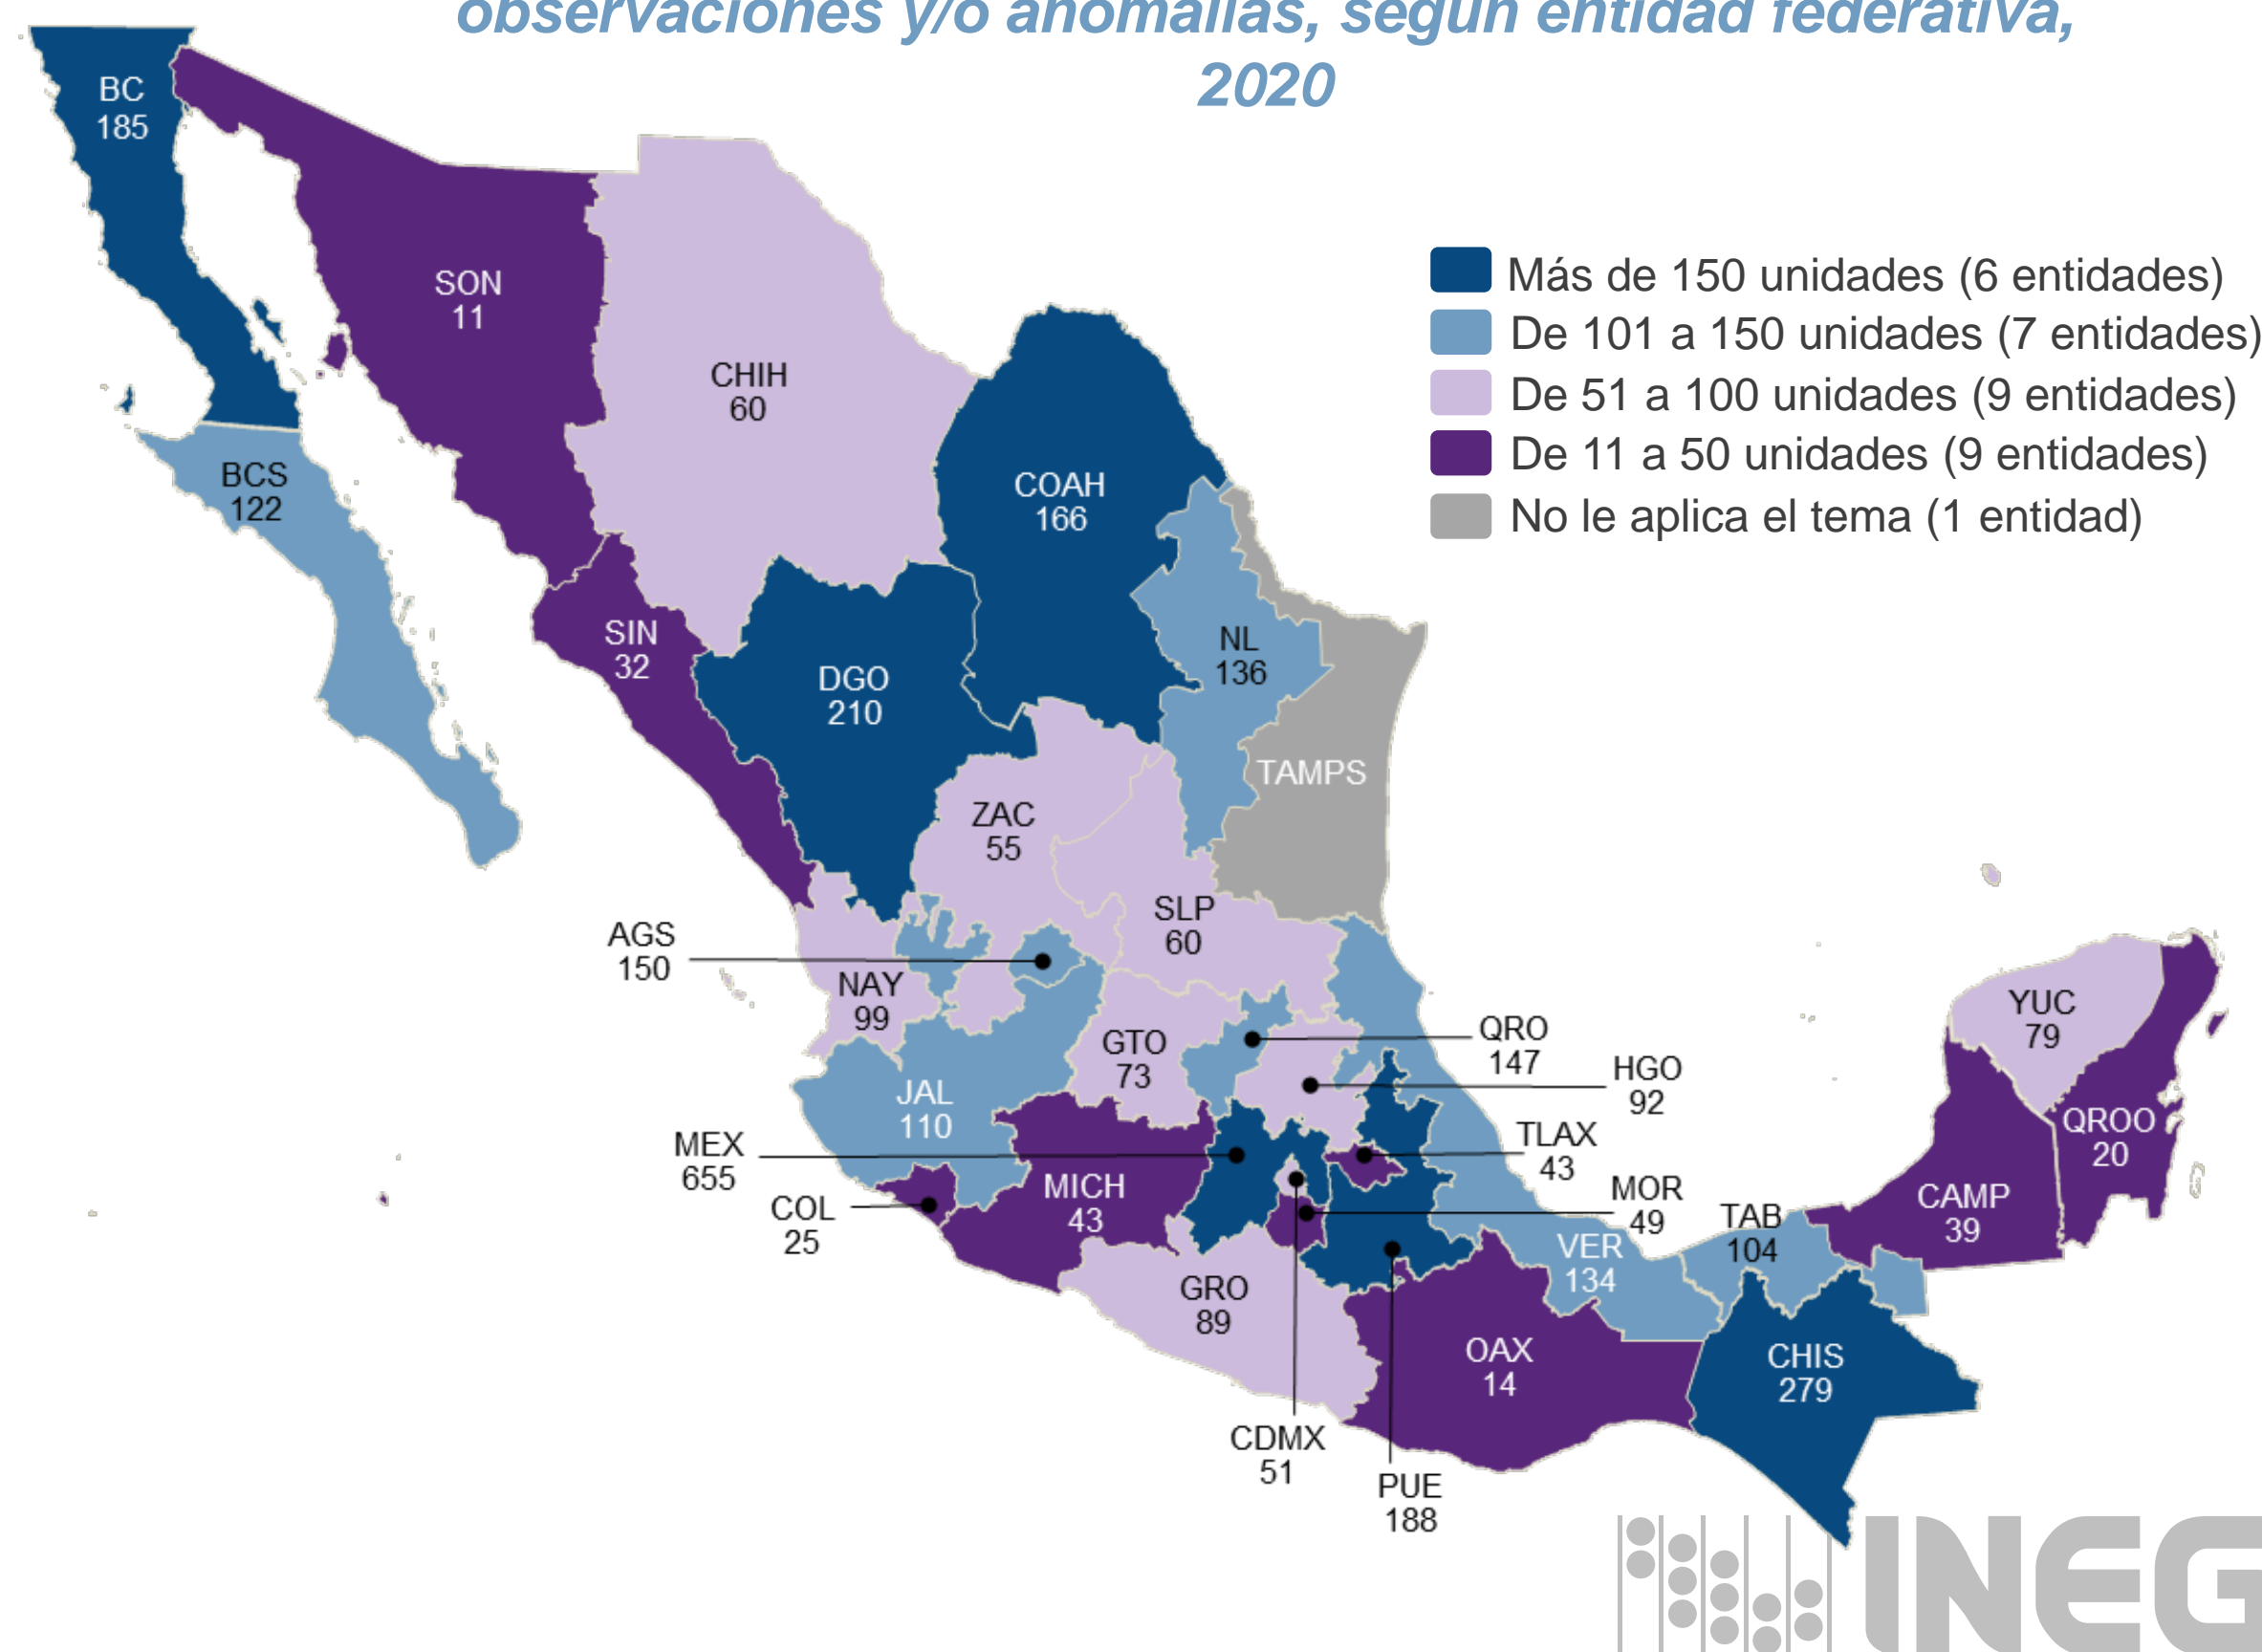 observaciones y/o anomalías, según entidad federativa,
2020
BC
185
SON
11
CHIH
60
Más de 150 unidades (6 entidades)
De 101 a 150 unidades (7 entidades)
De 51 a 100 unidades (9 entidades)
De 11 a 50 unidades (9 entidades)
No le aplica el tema (1 entidad)
BCS
122
COAH
166
SIN
32
NL
136
DGO
210
TAMPS
ZAC
55
SLP
60
AGS
150
NAY
99
YUC
79
GTO
73
QRO
147
HGO
92
JAL
110
QROO
20
MEX
655
TLAX
43
COL
25
MICH
43
MOR
49
CAMP
39
TAB
104
VER
134
GRO
89
OAX
14
CHIS
279
CDMX
51
PUE
188
INEG